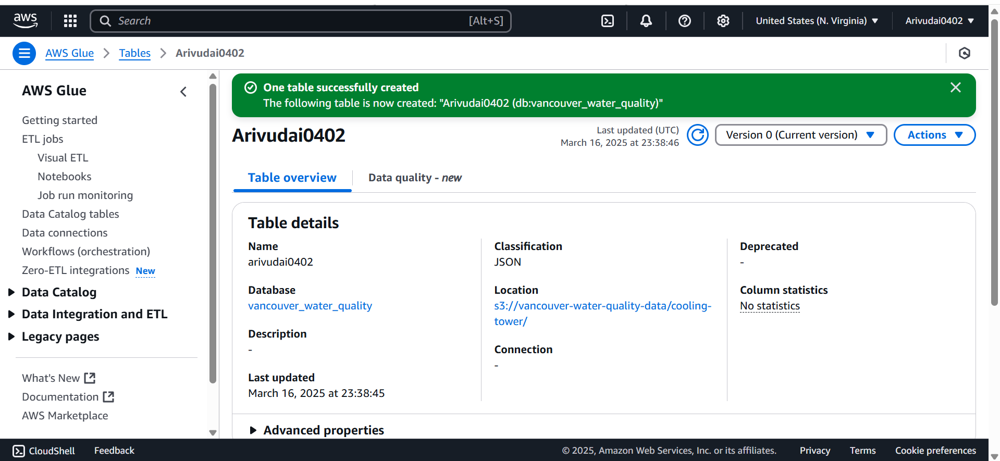 aws
Search [Alt+S]
United States (N. Virginia)
Arivudai0402
AWS Glue
Tables
Arivudai0402
AWS Glue
Getting started
ETL jobs
Visual ETL
Notebooks
Job run monitoring
Data Catalog tables
Data connections
Workflows (orchestration)
Zero-ETL integrations New
Data Catalog
Data Integration and ETL
Legacy pages
What's New
Documentation
AWS Marketplace
One table successfully created
The following table is now created: "Arivudai0402 (db:vancouver_water_quality)"
Arivudai0402
Last updated (UTC)
March 16, 2025 at 23:38:46
Version 0 (Current version)
Actions
Table overview
Data quality - new
Table details
Name
arivudai0402
Database
vancouver_water_quality
Description
-
Last updated
March 16, 2025 at 23:38:45
Classification
JSON
Location
s3://vancouver-water-quality-data/cooling-
tower/
Connection
-
Deprecated
-
Column statistics
No statistics
Advanced properties
CloudShell
Feedback
© 2025, Amazon Web Services, Inc. or its affiliates.
Privacy
Terms
Cookie preferences